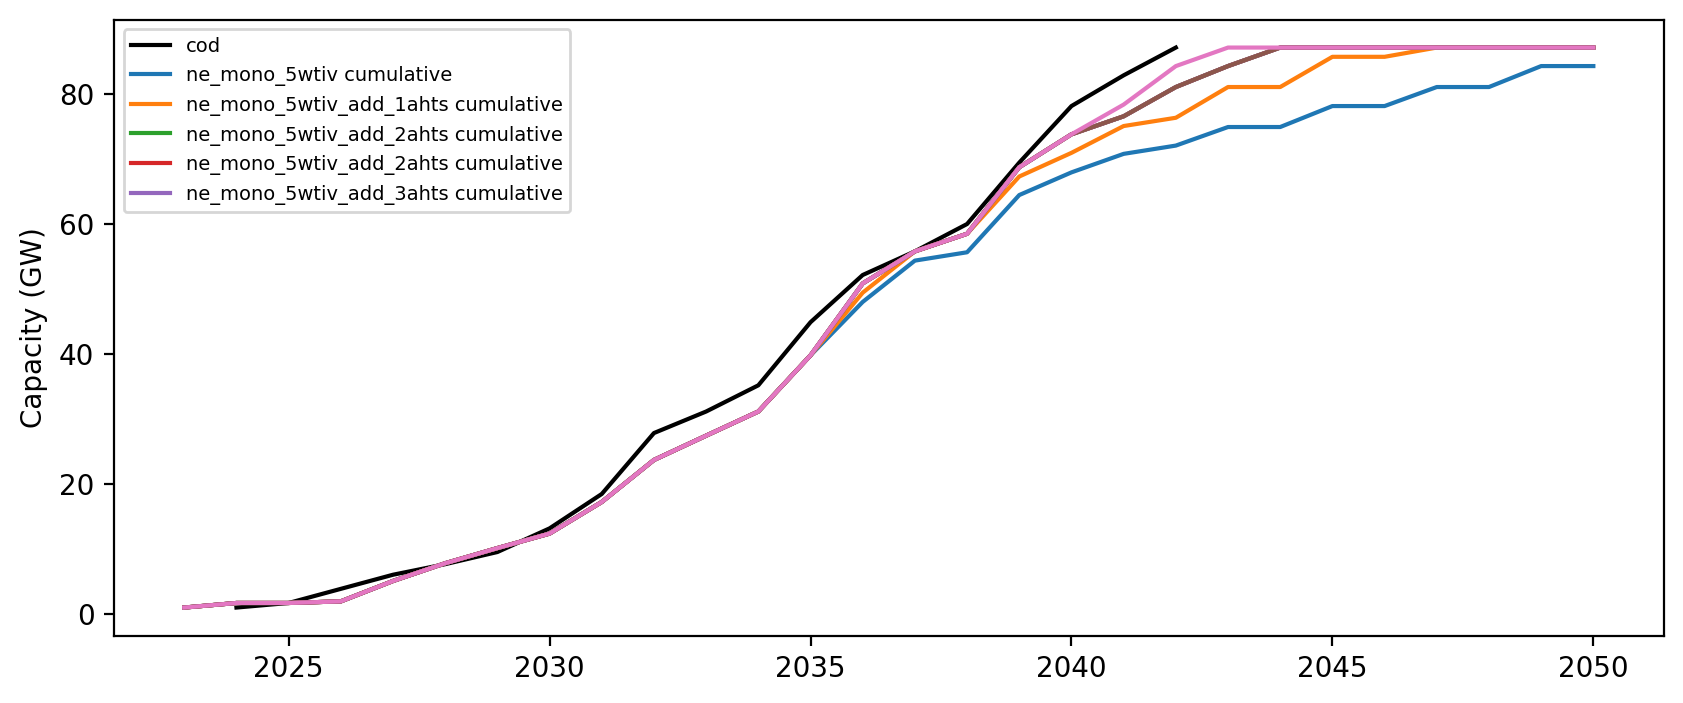 cod
ne_mono_5wtiv cumulative
ne_mono_5wtiv_add_1ahts cumulative
ne_mono_5wtiv_add_2ahts cumulative
ne_mono_5wtiv_add_2ahts cumulative
ne_mono_5wtiv_add_3ahts cumulative
Capacity (GW)
80
60
40
20
0
2025 2030 2035 2040 2045 2050